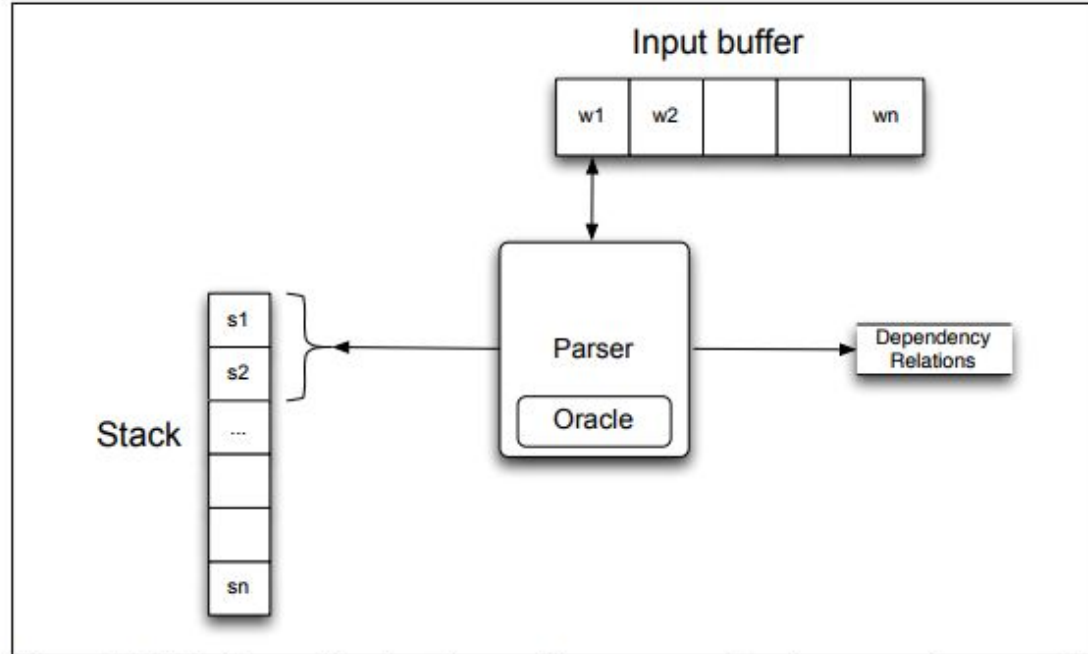 Input buffer
w1 w2 wn
s1
s2
...
sn
Stack
Parser
Oracle
Dependency
Relations